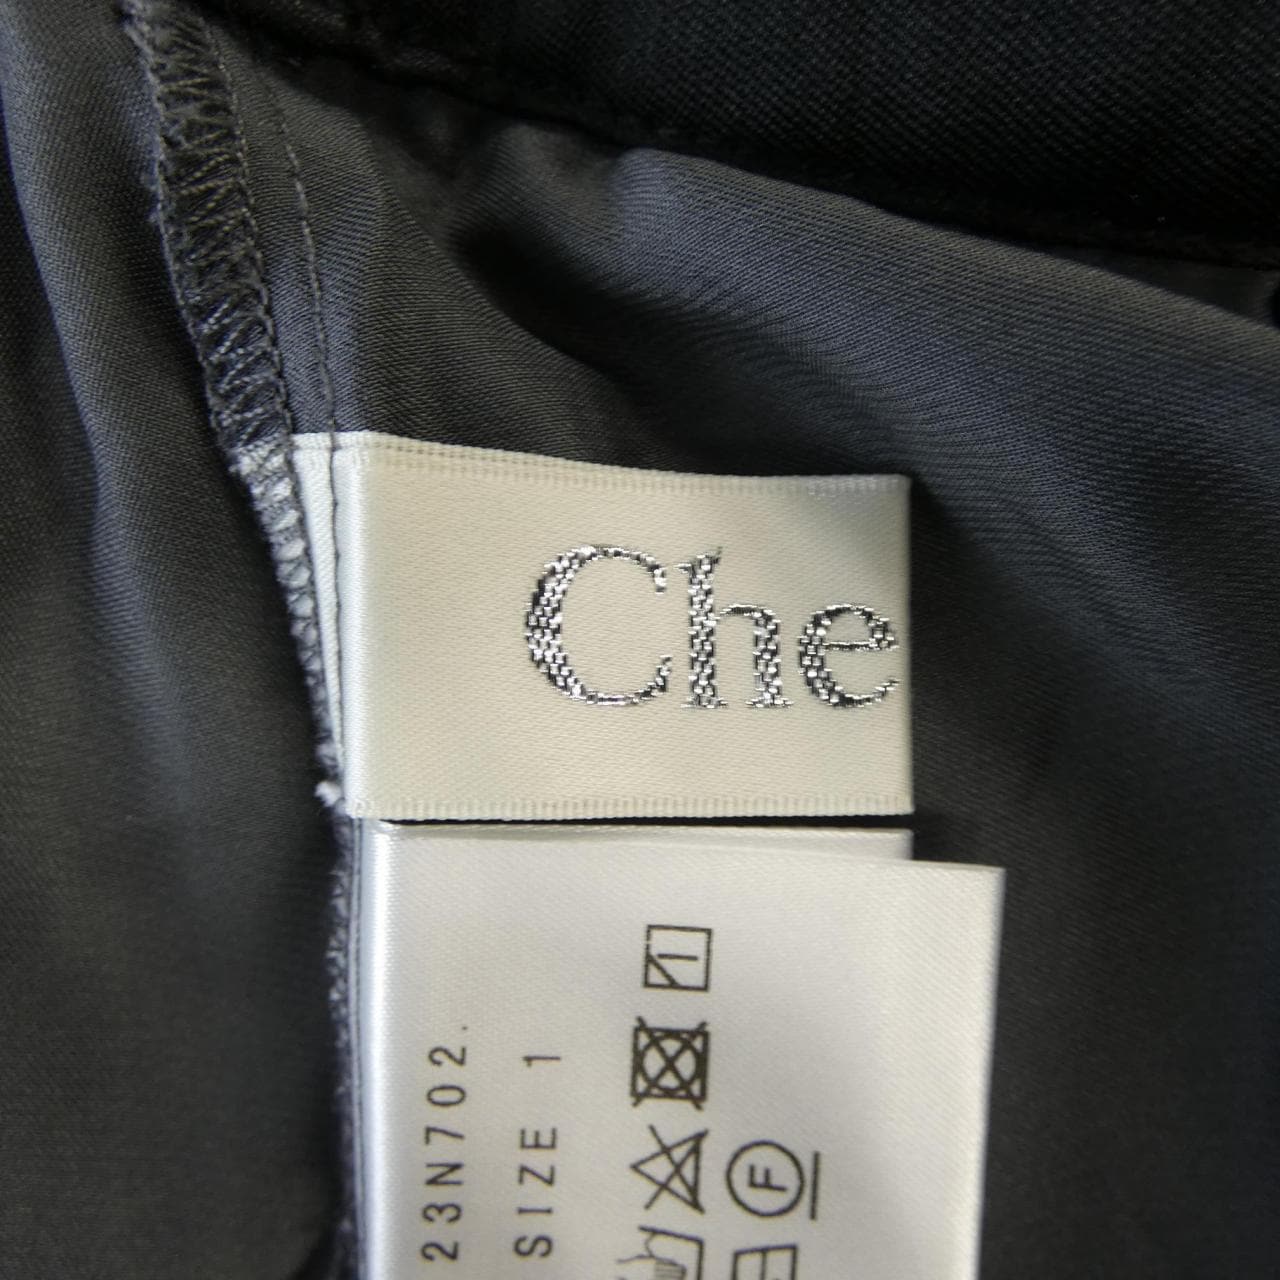 Che
23N702.
SIZE 1
F